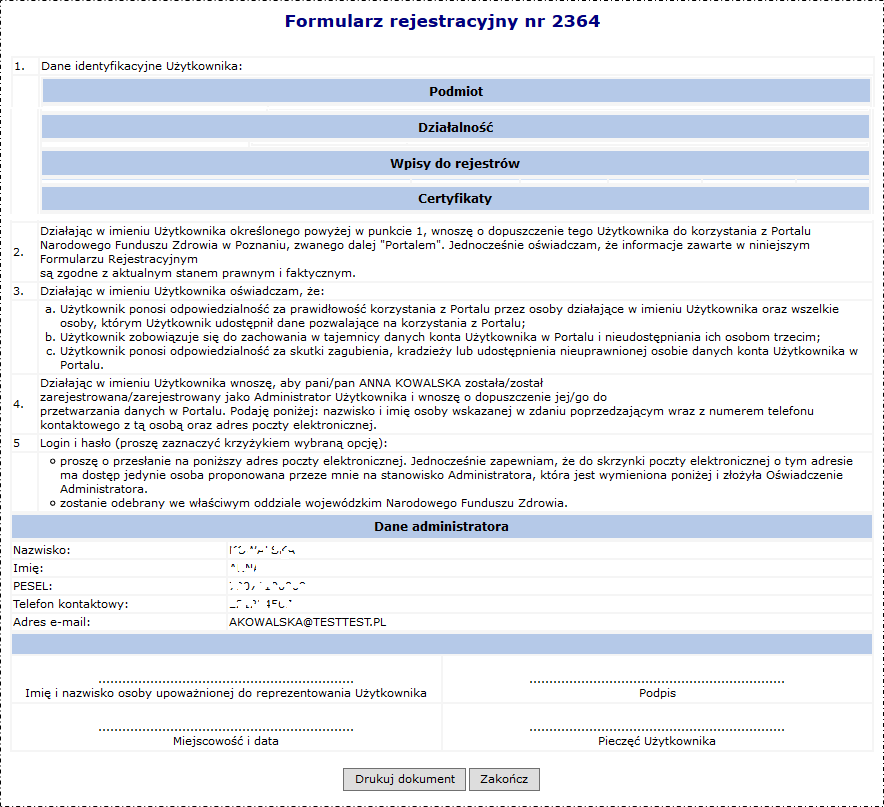 Formularz rejestracyjny nr 2364
1. Dane identyfikacyjne Użytkownika:
Podmiot
Działalność
Wpisy do rejestrów
Certyfikaty
2. Działając w imieniu Użytkownika określonego powyżej w punkcie 1, wnoszę o dopuszczenie tego Użytkownika do korzystania z Portalu
Narodowego Funduszu Zdrowia w Poznaniu, zwanego dalej "Portalem". Jednocześnie oświadczam, że informacje zawarte w niniejszym
Formularzu Rejestracyjnym
są zgodne z aktualnym stanem prawnym i faktycznym.
3. Działając w imieniu Użytkownika oświadczam, że:
a. Użytkownik ponosi odpowiedzialność za prawidłowość korzystania z Portalu przez osoby działające w imieniu Użytkownika oraz wszelkie
osoby, którym Użytkownik udostępnił dane pozwalające na korzystania z Portalu;
b. Użytkownik zobowiązuje się do zachowania w tajemnicy danych konta Użytkownika w Portalu i nieudostępniania ich osobom trzecim;
c. Użytkownik ponosi odpowiedzialność za skutki zagubienia, kradzieży lub udostępnienia nieuprawnionej osobie danych konta Użytkownika w
Portalu.
4. Działając w imieniu Użytkownika wnoszę, aby pani/pan ANNA KOWALSKA została/został
zarejestrowana/zarejestrowany jako Administrator Użytkownika i wnoszę o dopuszczenie jej/go do
przetwarzania danych w Portalu. Podaję poniżej: nazwisko i imię osoby wskazanej w zdaniu poprzedzającym wraz z numerem telefonu
kontaktowego z tą osobą oraz adres poczty elektronicznej.
5 Login i hasło (proszę zaznaczyć krzyżykiem wybraną opcję):
proszę o przesłanie na poniższy adres poczty elektronicznej. Jednocześnie zapewniam, że do skrzynki poczty elektronicznej o tym adresie
ma dostęp jedynie osoba proponowana przeze mnie na stanowisko Administratora, która jest wymieniona poniżej i złożyła Oświadczenie
Administratora.
zostanie odebrany we właściwym oddziale wojewódzkim Narodowego Funduszu Zdrowia.
Dane administratora
Nazwisko:
Imię:
PESEL:
Telefon kontaktowy:
Adres e-mail: AKOWALSKA@TESTTEST.PL
Imię i nazwisko osoby upoważnionej do reprezentowania Użytkownika Podpis
Miejscowość i data Pieczęć Użytkownika
Drukuj dokument Zakończ